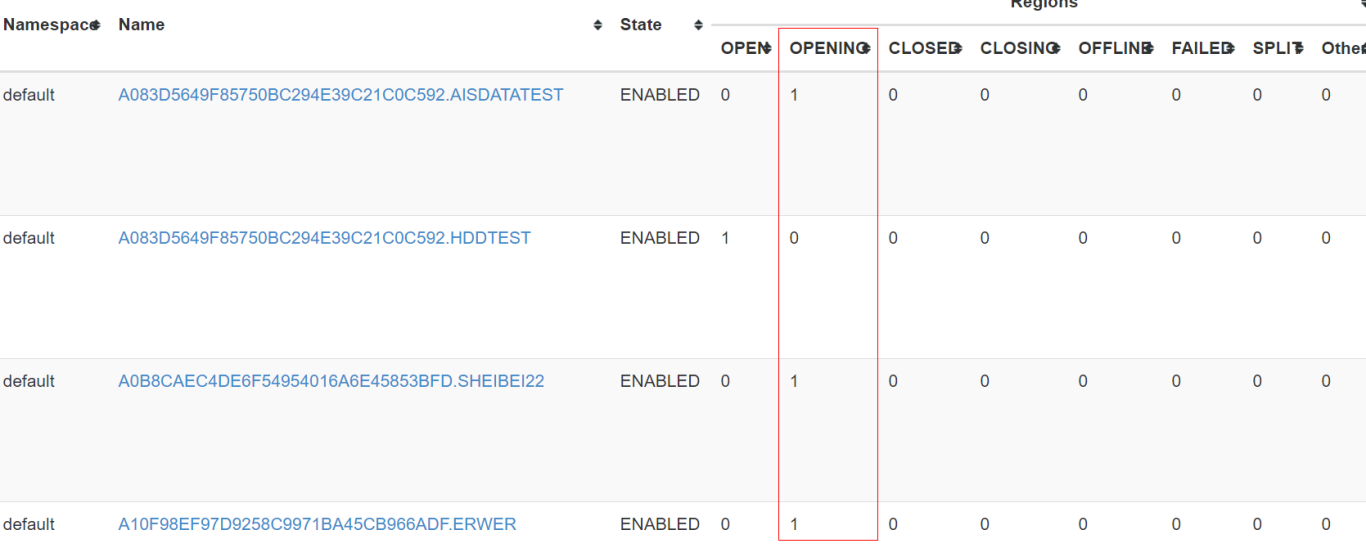 Regions
Namespace Name State
OPEN OPENING CLOSED CLOSING OFFLINE FAILED SPLIT Other
default A083D5649F85750BC294E39C21C0C592.AISDATATEST ENABLED 0 1 0 0 0 0 0 0
default A083D5649F85750BC294E39C21C0C592.HDDTEST ENABLED 1 0 0 0 0 0 0 0
default A0B8CAEC4DE6F54954016A6E45853BFD.SHEIBEI22 ENABLED 0 1 0 0 0 0 0 0
default A10F98EF97D9258C9971BA45CB966ADF.ERWER ENABLED 0 1 0 0 0 0 0 0